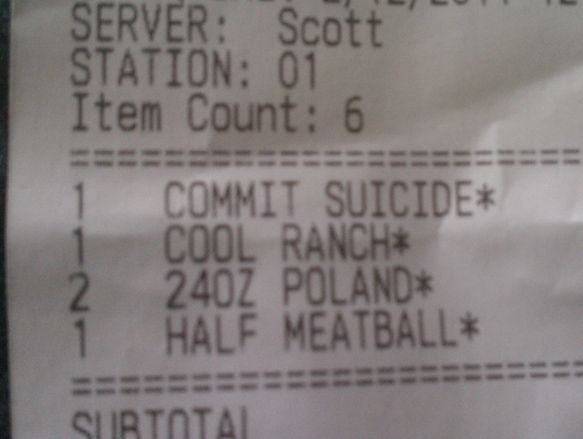 SERVER: Scott
STATION: 01
Item Count: 6
==========================
1 COMMIT SUICIDE*
1 COOL RANCH*
2 24OZ POLAND*
1 HALF MEATBALL*
==========================
SUBTOTAL